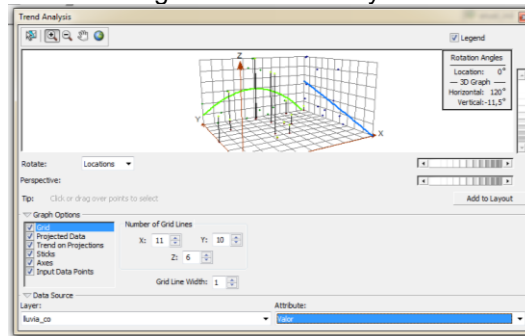 Trend Analysis
Legend
Rotation Angles
Location: 0°
3D Graph
Horizontal: 120°
Vertical:-11,5°
Z
Y
X
Rotate: Locations
Perspective:
Tip: Click or drag over points to select
Add to Layout
Graph Options
Grid
Projected Data
Trend on Projections
Sticks
Axes
Input Data Points
Number of Grid Lines
X: 11 Y: 10
Z: 6
Grid Line Width: 1
Data Source
Layer: Attribute:
lluvia_co Valor